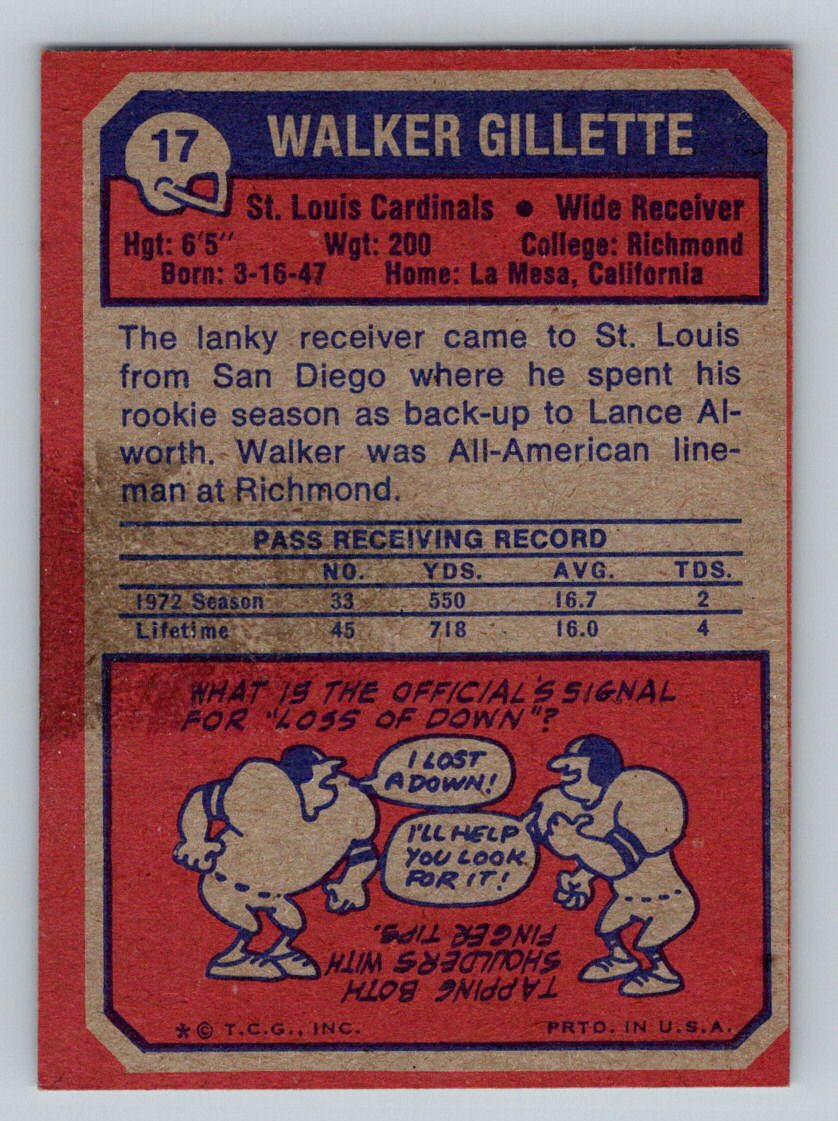 17
WALKER GILLETTE
St. Louis Cardinals • Wide Receiver
Hgt: 6'5" Wgt: 200 College: Richmond
Born: 3-16-47 Home: La Mesa, California
The lanky receiver came to St. Louis
from San Diego where he spent his
rookie season as back-up to Lance Al-
worth. Walker was All-American line-
man at Richmond.
PASS RECEIVING RECORD
NO. YDS. AVG. TDS.
1972 Season 33 550 16.7 2
Lifetime 45 718 16.0 4
WHAT IS THE OFFICIAL'S SIGNAL
FOR "LOSS OF DOWN"?
I LOST
A DOWN!
I'LL HELP
YOU LOOK
FOR IT!
TAPPING BOTH
SHOULDERS WITH
FINGER TIPS.
* © T.C.G., INC. PRTD. IN U.S.A.